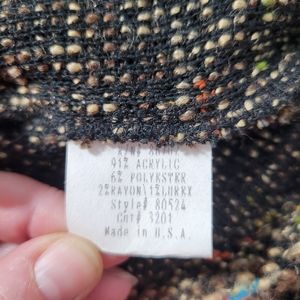 91% ACRYLIC
6% POLYESTER
2%RAYON 1%LUREX
Style# 80524
Cut# 3201
Made in U.S.A.